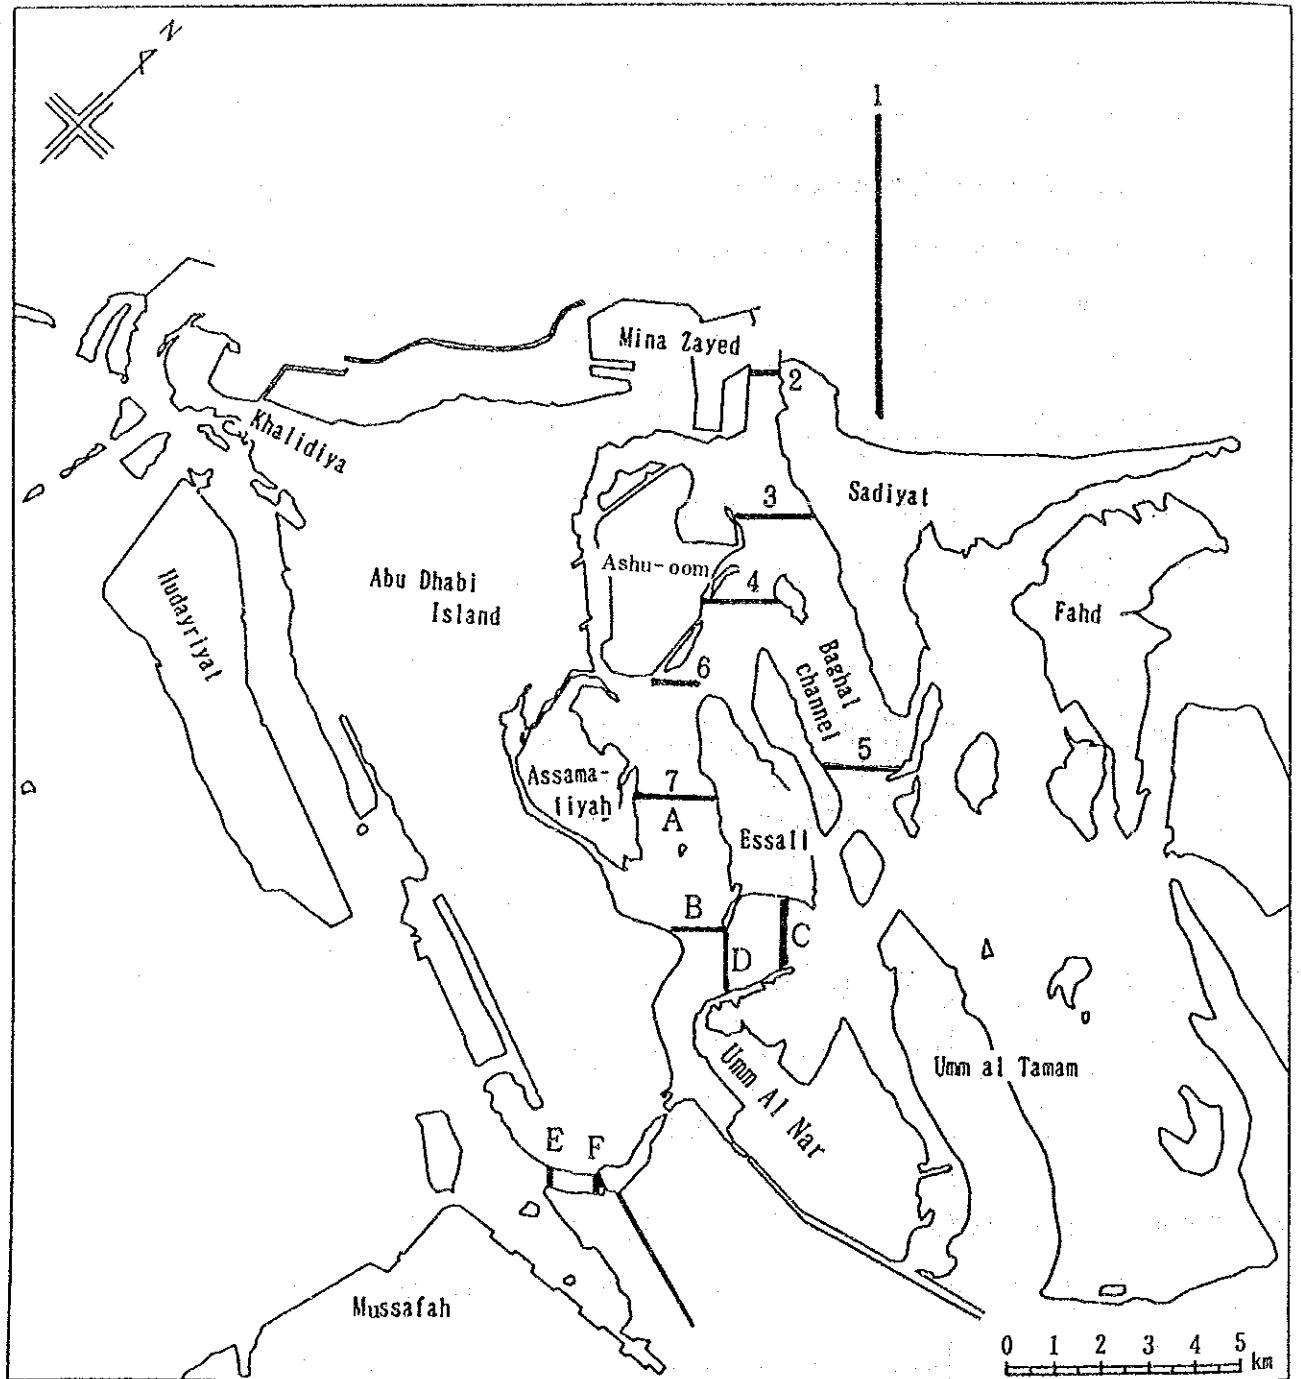 N
1
Mina Zayed
2
Khalidiya
Sadiyat
3
Ashu-oom
4
Abu Dhabi
Island
Hudayriyat
Fahd
Baghal
channel
6
5
Assama-
liyah
7
A
Essali
B
C
D
Umm al Tamam
Umm Al Nar
E F
Mussafah
0 1 2 3 4 5
km